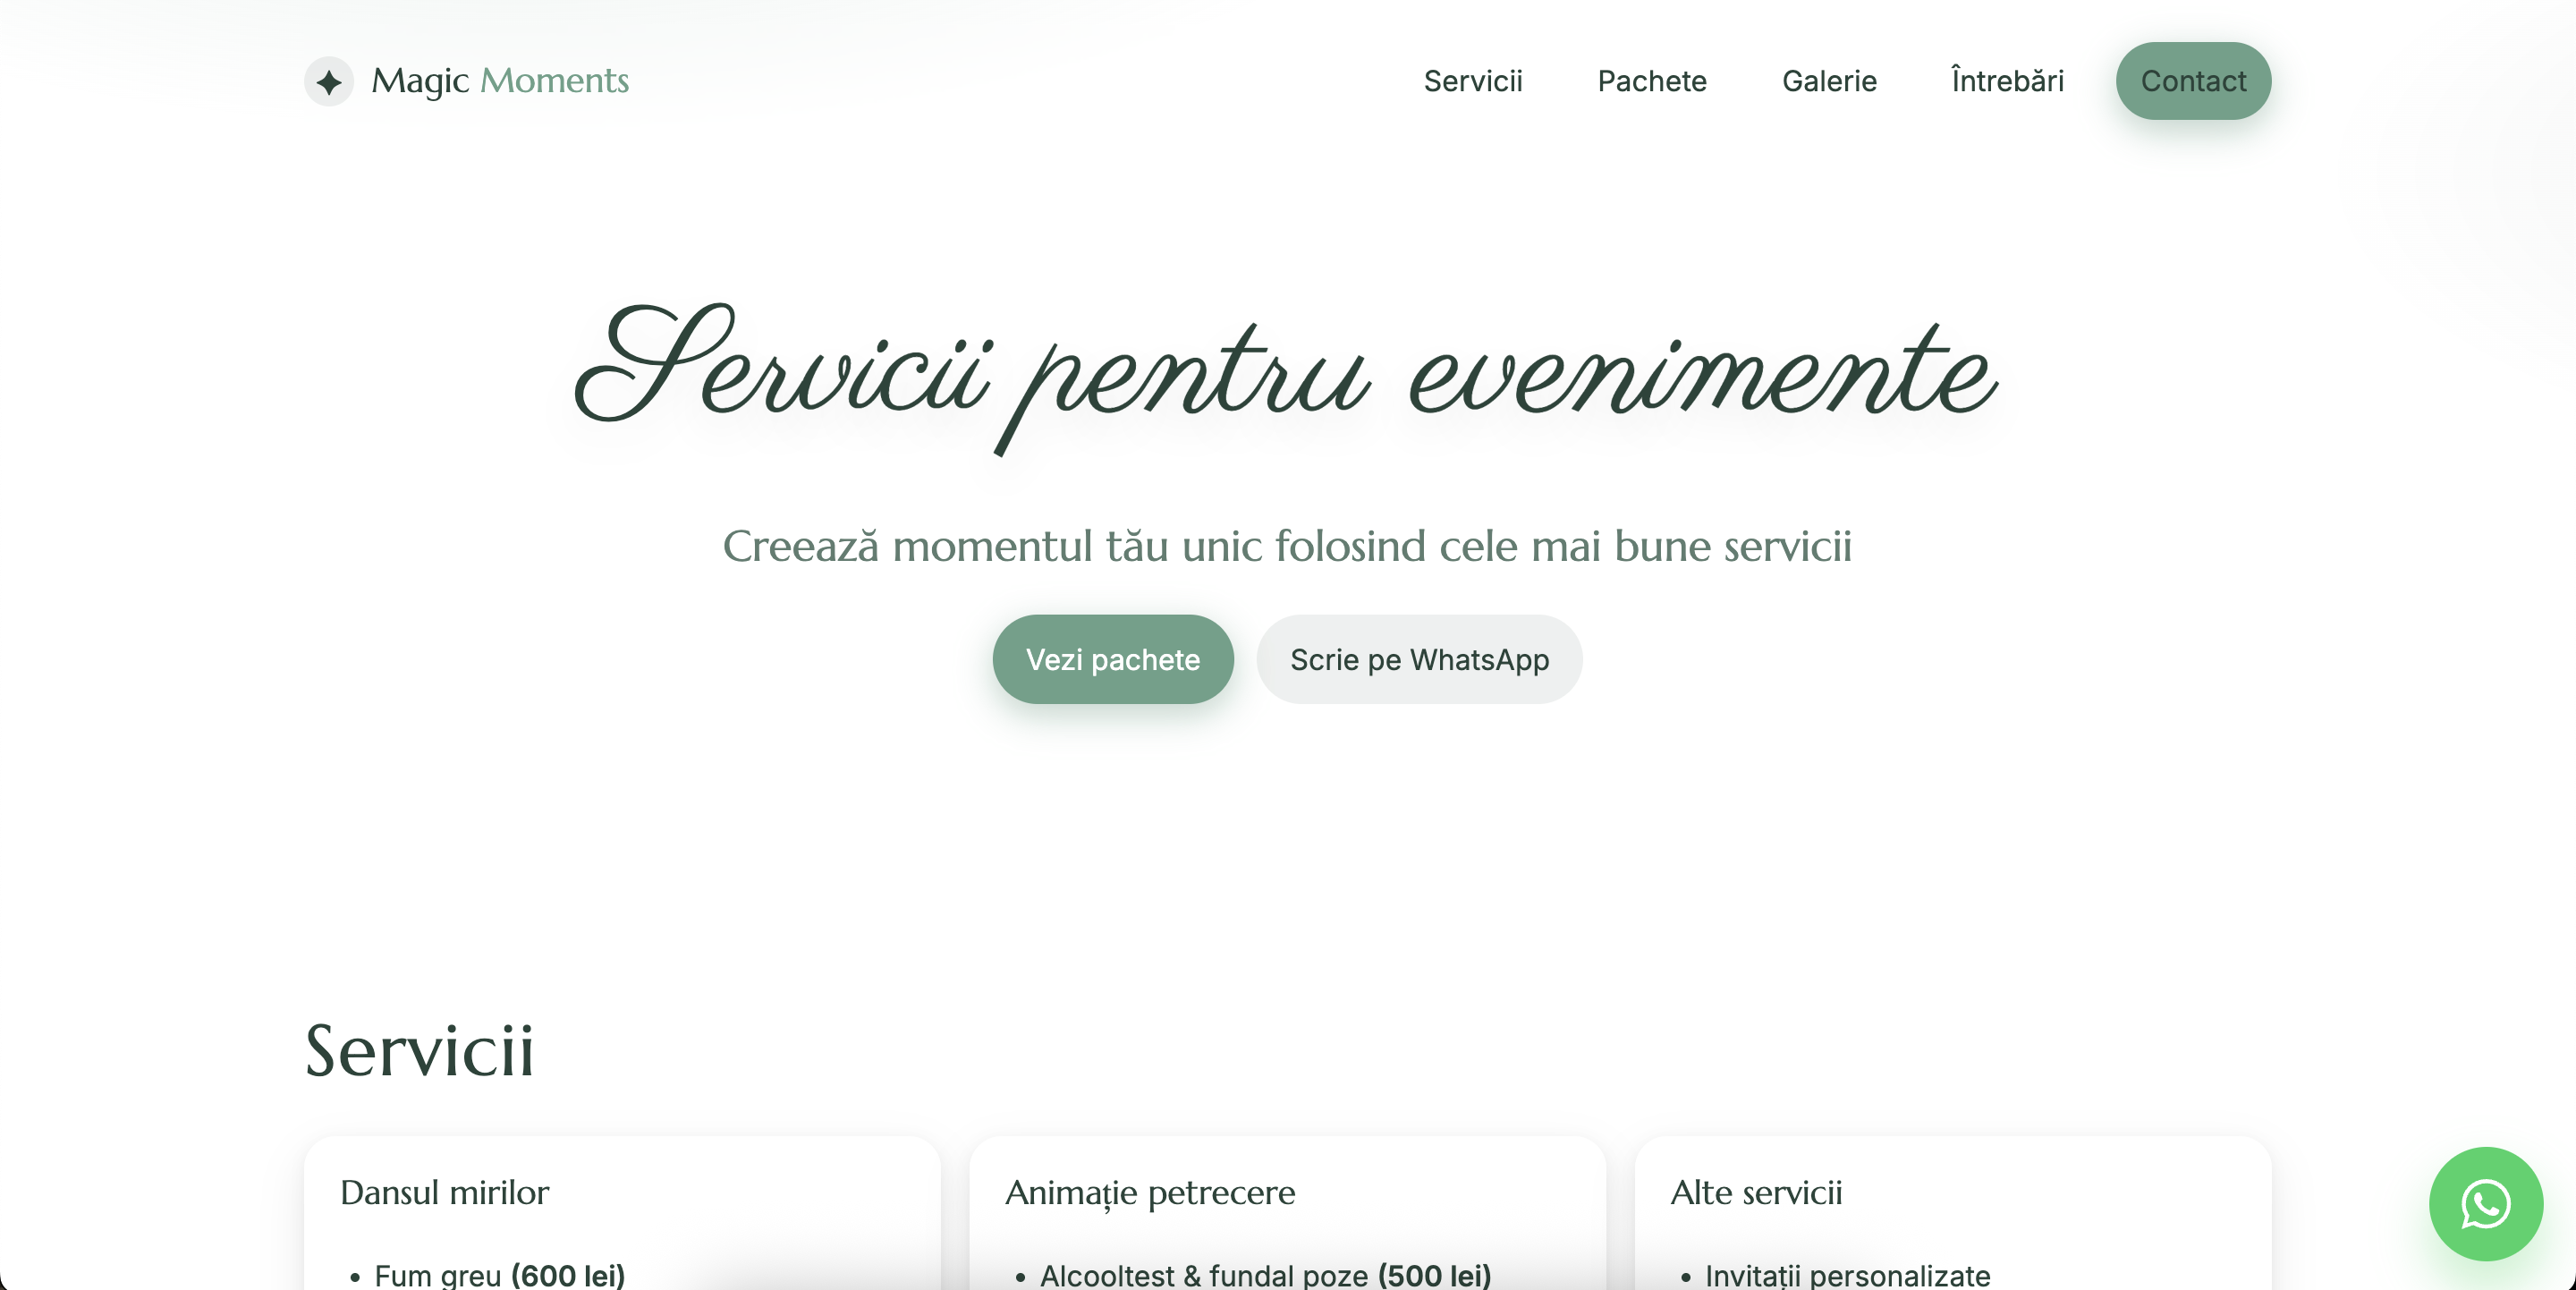 Magic Moments
Servicii
Pachete
Galerie
Întrebări
Contact
Servicii pentru evenimente
Creează momentul tău unic folosind cele mai bune servicii
Vezi pachete
Scrie pe WhatsApp
Servicii
Dansul mirilor
• Fum greu (600 lei)
Animație petrecere
• Alcooltest & fundal poze (500 lei)
Alte servicii
• Invitații personalizate